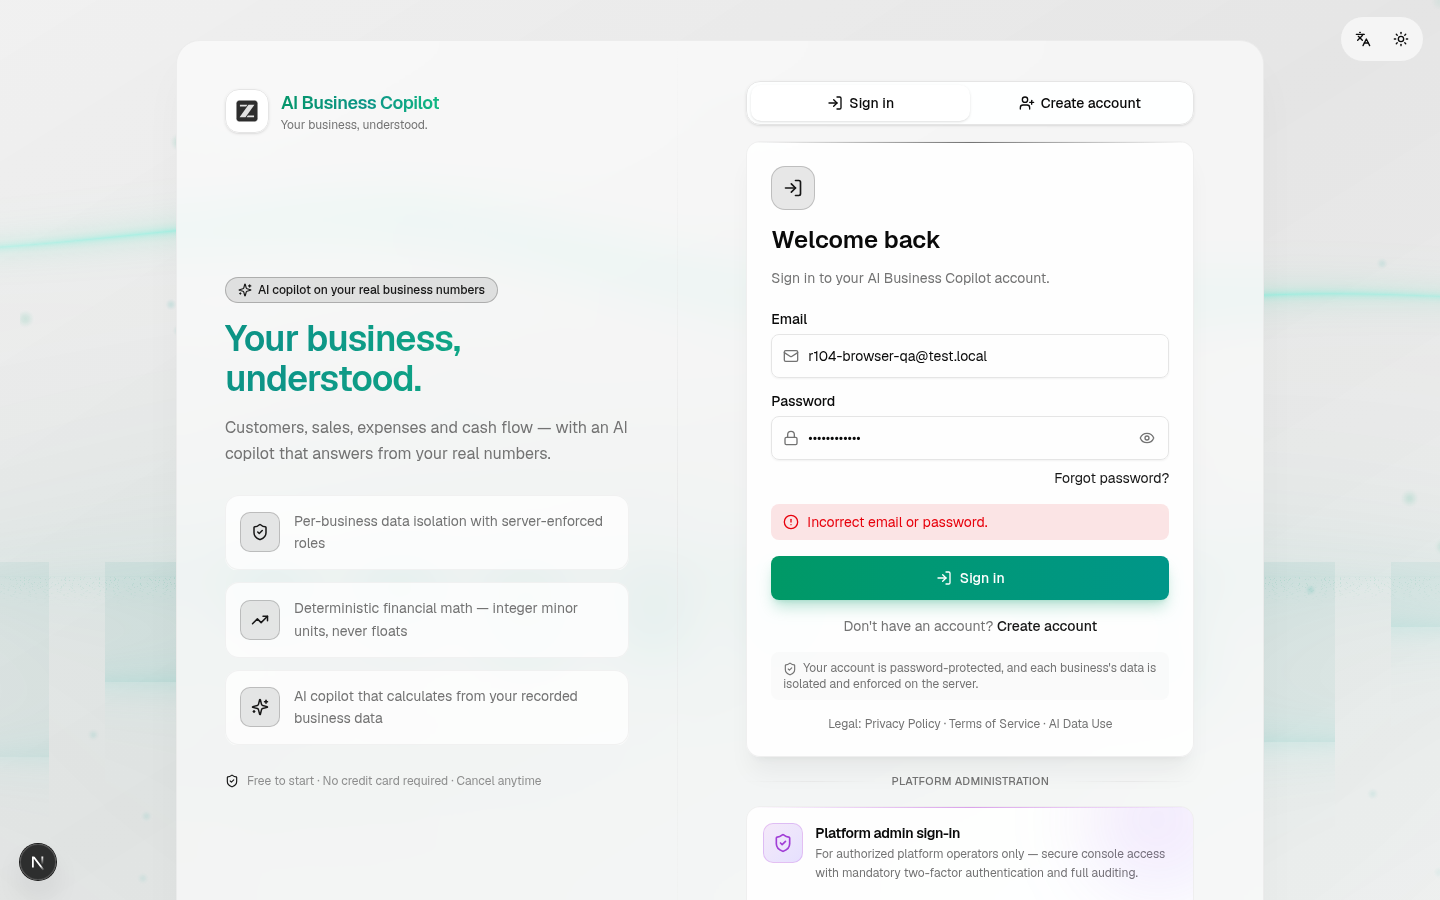 AI Business Copilot
Your business, understood.
AI copilot on your real business numbers
Your business,
understood.
Customers, sales, expenses and cash flow — with an AI
copilot that answers from your real numbers.
Per-business data isolation with server-enforced
roles
Deterministic financial math — integer minor
units, never floats
AI copilot that calculates from your recorded
business data
Free to start · No credit card required · Cancel anytime
Sign in
Create account
Welcome back
Sign in to your AI Business Copilot account.
Email
r104-browser-qa@test.local
Password
••••••••••••
Forgot password?
Incorrect email or password.
Sign in
Don't have an account? Create account
Your account is password-protected, and each business's data is
isolated and enforced on the server.
Legal: Privacy Policy · Terms of Service · AI Data Use
PLATFORM ADMINISTRATION
Platform admin sign-in
For authorized platform operators only — secure console access
with mandatory two-factor authentication and full auditing.